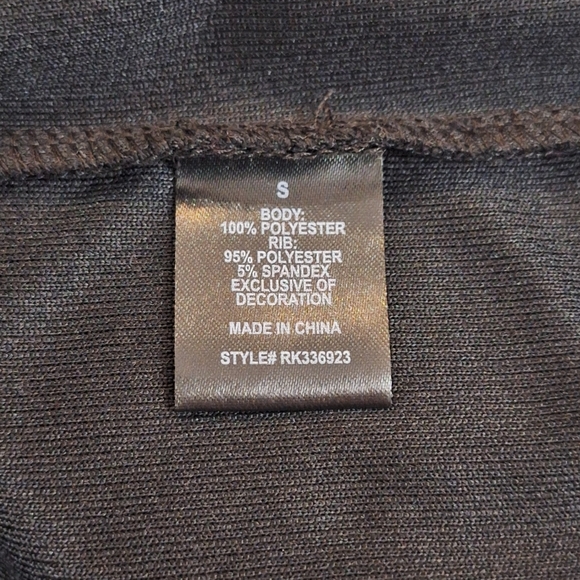 S
BODY:
100% POLYESTER
RIB:
95% POLYESTER
5% SPANDEX
EXCLUSIVE OF
DECORATION
MADE IN CHINA
STYLE# RK336923